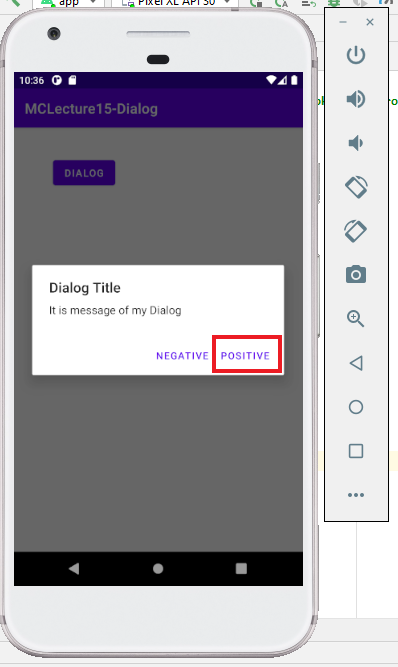 app Pixel XL API 30
10:36
MCLecture15-Dialog
DIALOG
Dialog Title
It is message of my Dialog
NEGATIVE POSITIVE